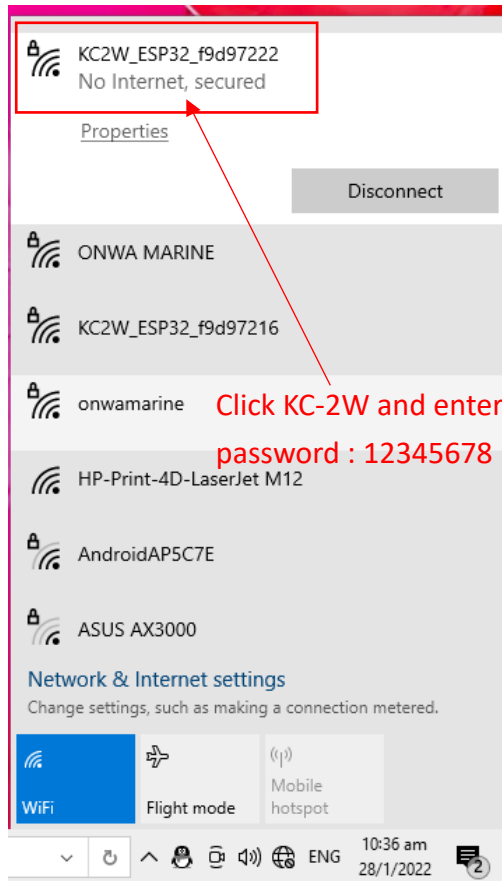 KC2W_ESP32_f9d97222
No Internet, secured
Properties
Disconnect
ONWA MARINE
KC2W_ESP32_f9d97216
onwamarine
Click KC-2W and enter
password : 12345678
HP-Print-4D-LaserJet M12
AndroidAP5C7E
ASUS AX3000
Network & Internet settings
Change settings, such as making a connection metered.
WiFi
Flight mode
Mobile
hotspot
ENG
10:36 am
28/1/2022
2